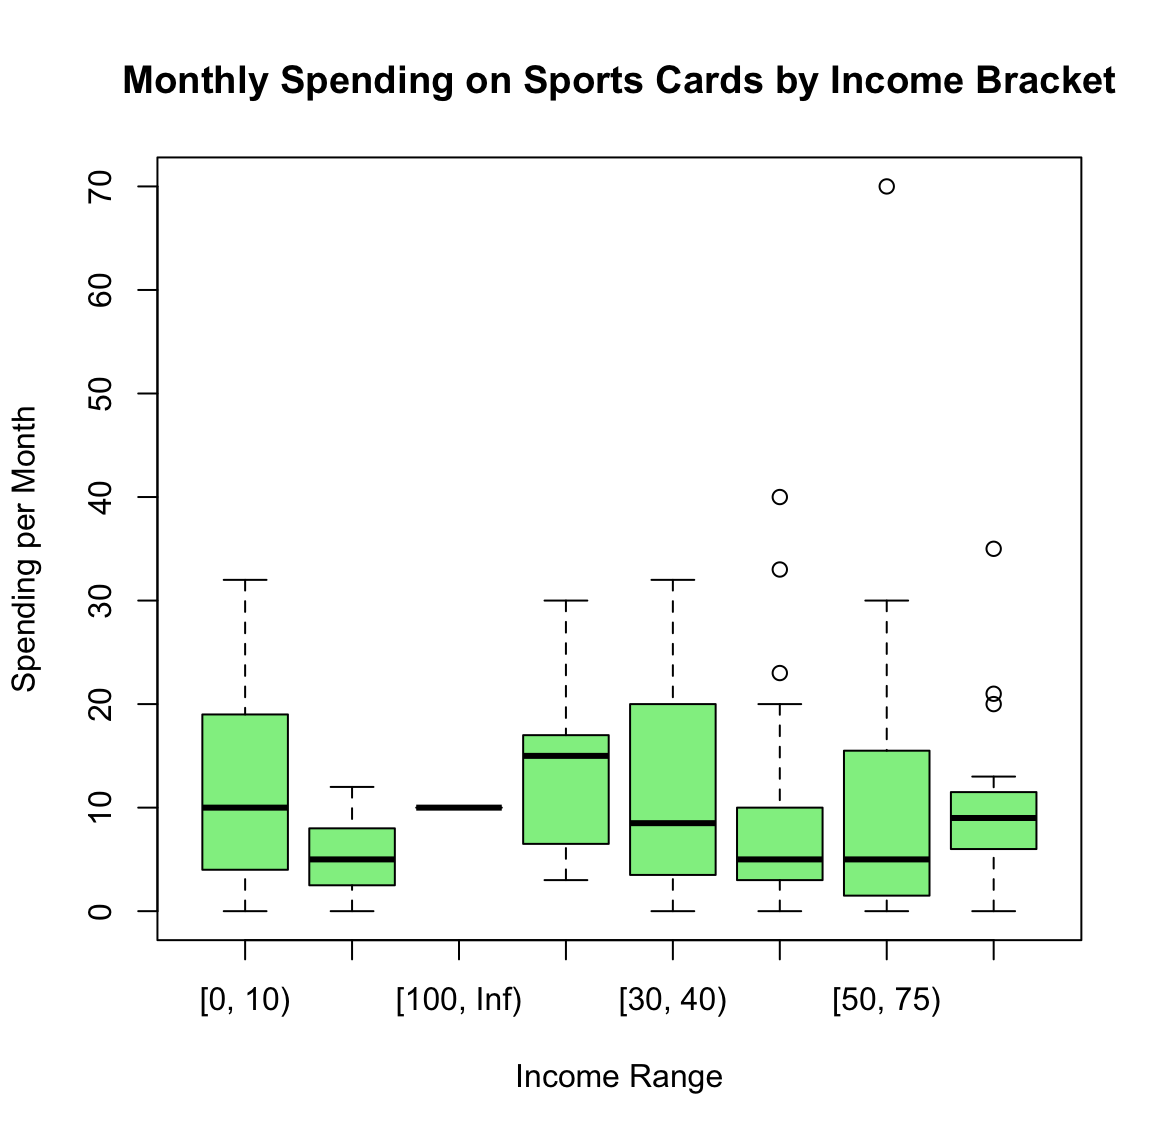 Monthly Spending on Sports Cards by Income Bracket
Spending per Month
70
60
50
40
30
20
10
0
[0, 10) [100, Inf) [30, 40) [50, 75)
Income Range